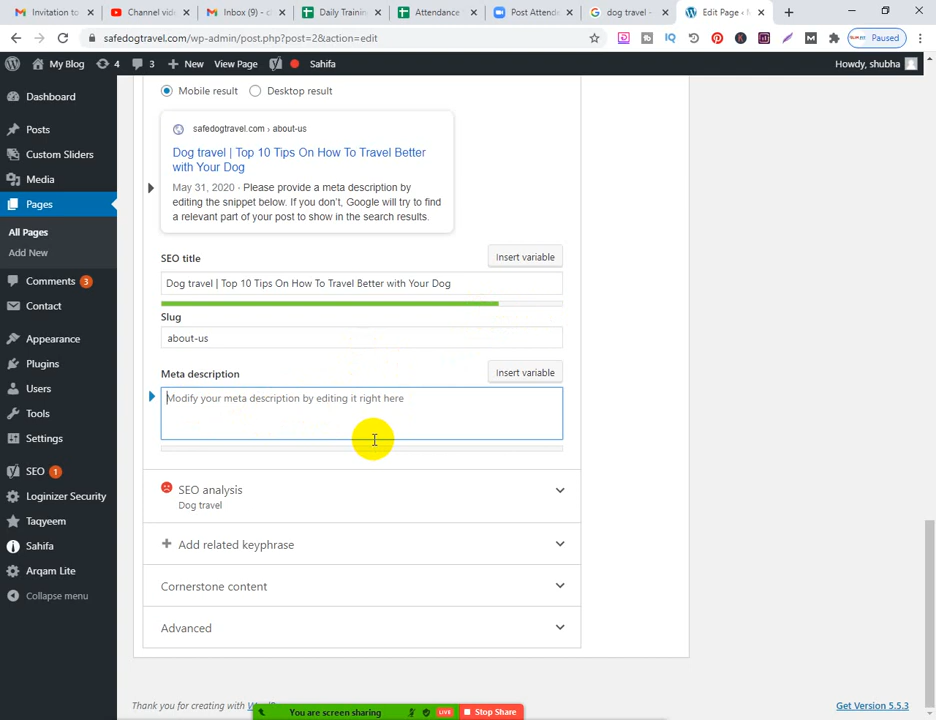 Invitation to
Channel vid
Inbox (9) - c
Daily Trainin
Attendance
Post Attend
dog travel -
Edit Page ‹
safedogtravel.com/wp-admin/post.php?post=2&action=edit
Paused
My Blog
4
3
New
View Page
Sahifa
Howdy, shubha
Dashboard
Posts
Custom Sliders
Media
Pages
All Pages
Add New
Comments 3
Contact
Appearance
Plugins
Users
Tools
Settings
SEO 1
Loginizer Security
Taqyeem
Sahifa
Arqam Lite
Collapse menu
Mobile result
Desktop result
safedogtravel.com › about-us
Dog travel | Top 10 Tips On How To Travel Better
with Your Dog
May 31, 2020 · Please provide a meta description by
editing the snippet below. If you don't, Google will try to find
a relevant part of your post to show in the search results.
SEO title
Insert variable
Dog travel | Top 10 Tips On How To Travel Better with Your Dog
Slug
about-us
Meta description
Insert variable
Modify your meta description by editing it right here
SEO analysis
Dog travel
Add related keyphrase
Cornerstone content
Advanced
Thank you for creating with
Get Version 5.5.3
You are screen sharing
LIVE
Stop Share